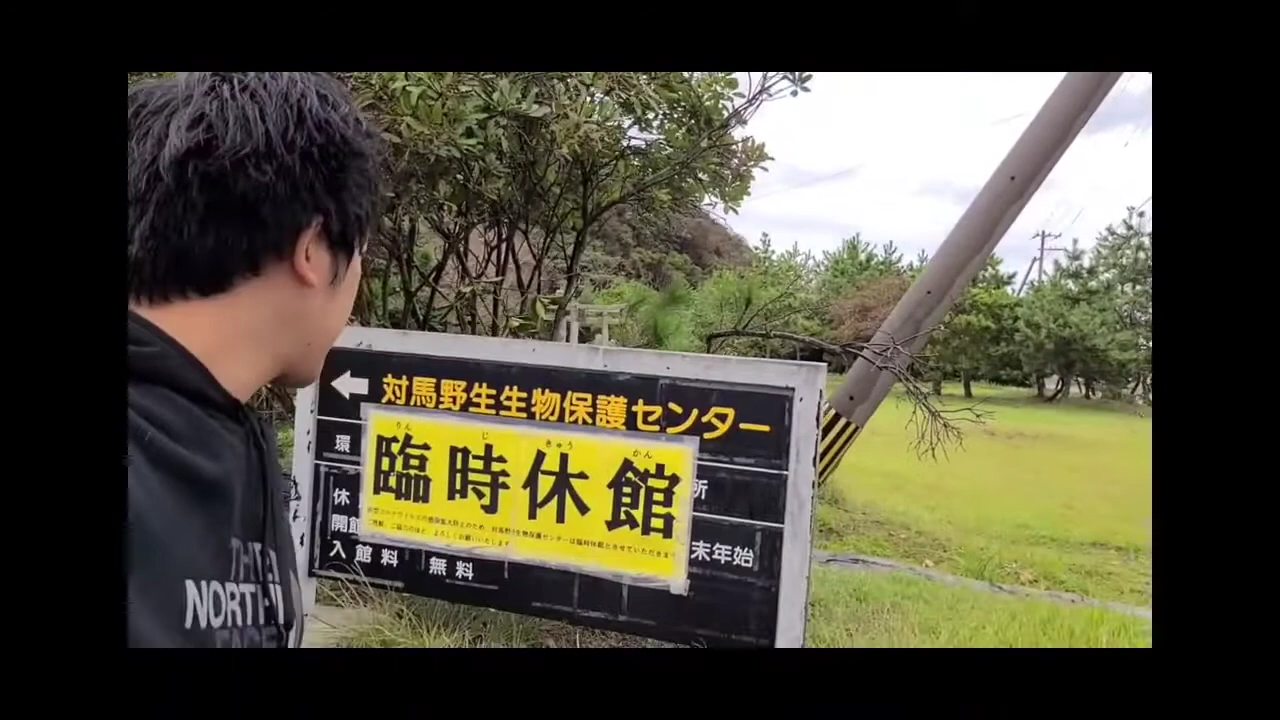 対馬野生生物保護センター
りん じ きゅう かん
臨時休館
環 所
休 末年始
開館
入館料 無料
NORTH
FACE